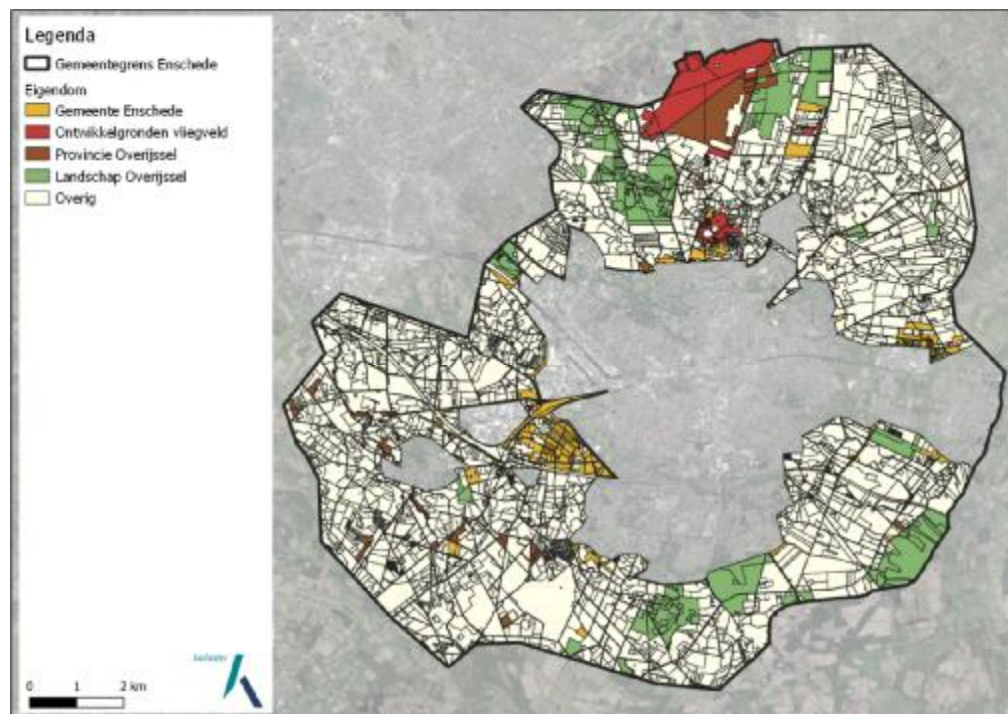 Legenda
Gemeentegrens Enschede
Eigendom
Gemeente Enschede
Ontwikkelgronden vliegveld
Provincie Overijssel
Landschap Overijssel
Overig
0 1 2 km